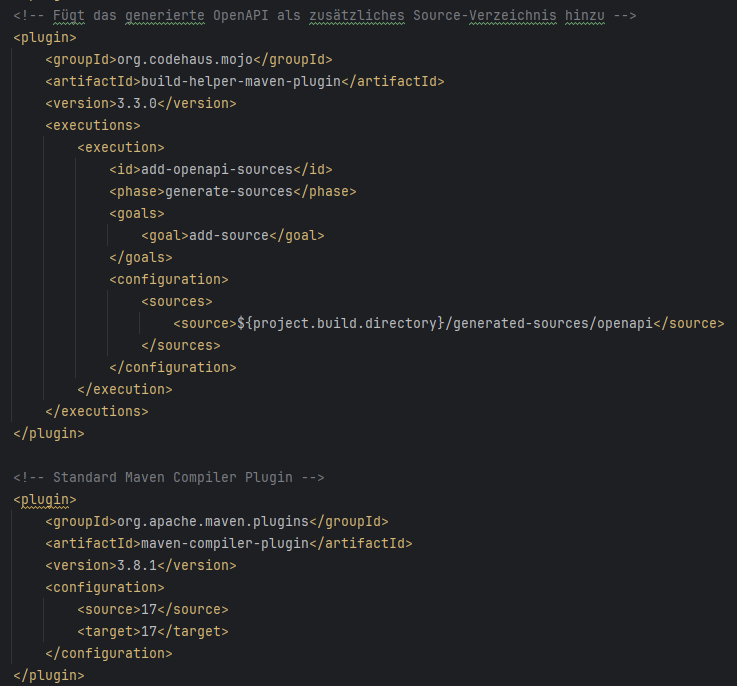 <!-- Fügt das generierte OpenAPI als zusätzliches Source-Verzeichnis hinzu -->
<plugin>
    <groupId>org.codehaus.mojo</groupId>
    <artifactId>build-helper-maven-plugin</artifactId>
    <version>3.3.0</version>
    <executions>
        <execution>
            <id>add-openapi-sources</id>
            <phase>generate-sources</phase>
            <goals>
                <goal>add-source</goal>
            </goals>
            <configuration>
                <sources>
                    <source>${project.build.directory}/generated-sources/openapi</source>
                </sources>
            </configuration>
        </execution>
    </executions>
</plugin>

<!-- Standard Maven Compiler Plugin -->
<plugin>
    <groupId>org.apache.maven.plugins</groupId>
    <artifactId>maven-compiler-plugin</artifactId>
    <version>3.8.1</version>
    <configuration>
        <source>17</source>
        <target>17</target>
    </configuration>
</plugin>